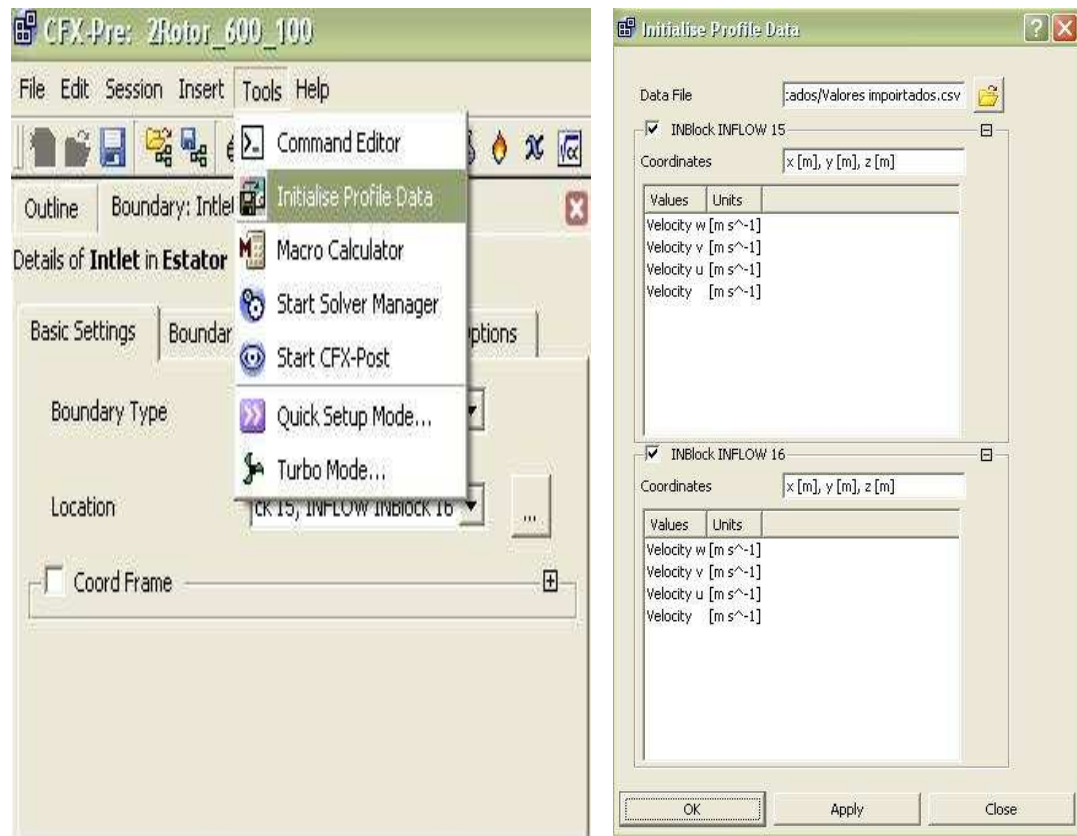 CFX-Pre: 2Rotor_600_100
File Edit Session Insert Tools Help
Command Editor
Initialise Profile Data
Macro Calculator
Start Solver Manager
Start CFX-Post
Quick Setup Mode...
Turbo Mode...
Outline Boundary: Intlet
Details of Intlet in Estator
Basic Settings Boundar ptions
Boundary Type
Location ck 15, INFLOW INBlock 16 ...
Coord Frame
Initialise Profile Data
Data File :ados/Valores impoirtados.csv
INBlock INFLOW 15
Coordinates x [m], y [m], z [m]
Values Units
Velocity w [m s^-1]
Velocity v [m s^-1]
Velocity u [m s^-1]
Velocity [m s^-1]
INBlock INFLOW 16
Coordinates x [m], y [m], z [m]
Values Units
Velocity w [m s^-1]
Velocity v [m s^-1]
Velocity u [m s^-1]
Velocity [m s^-1]
OK Apply Close